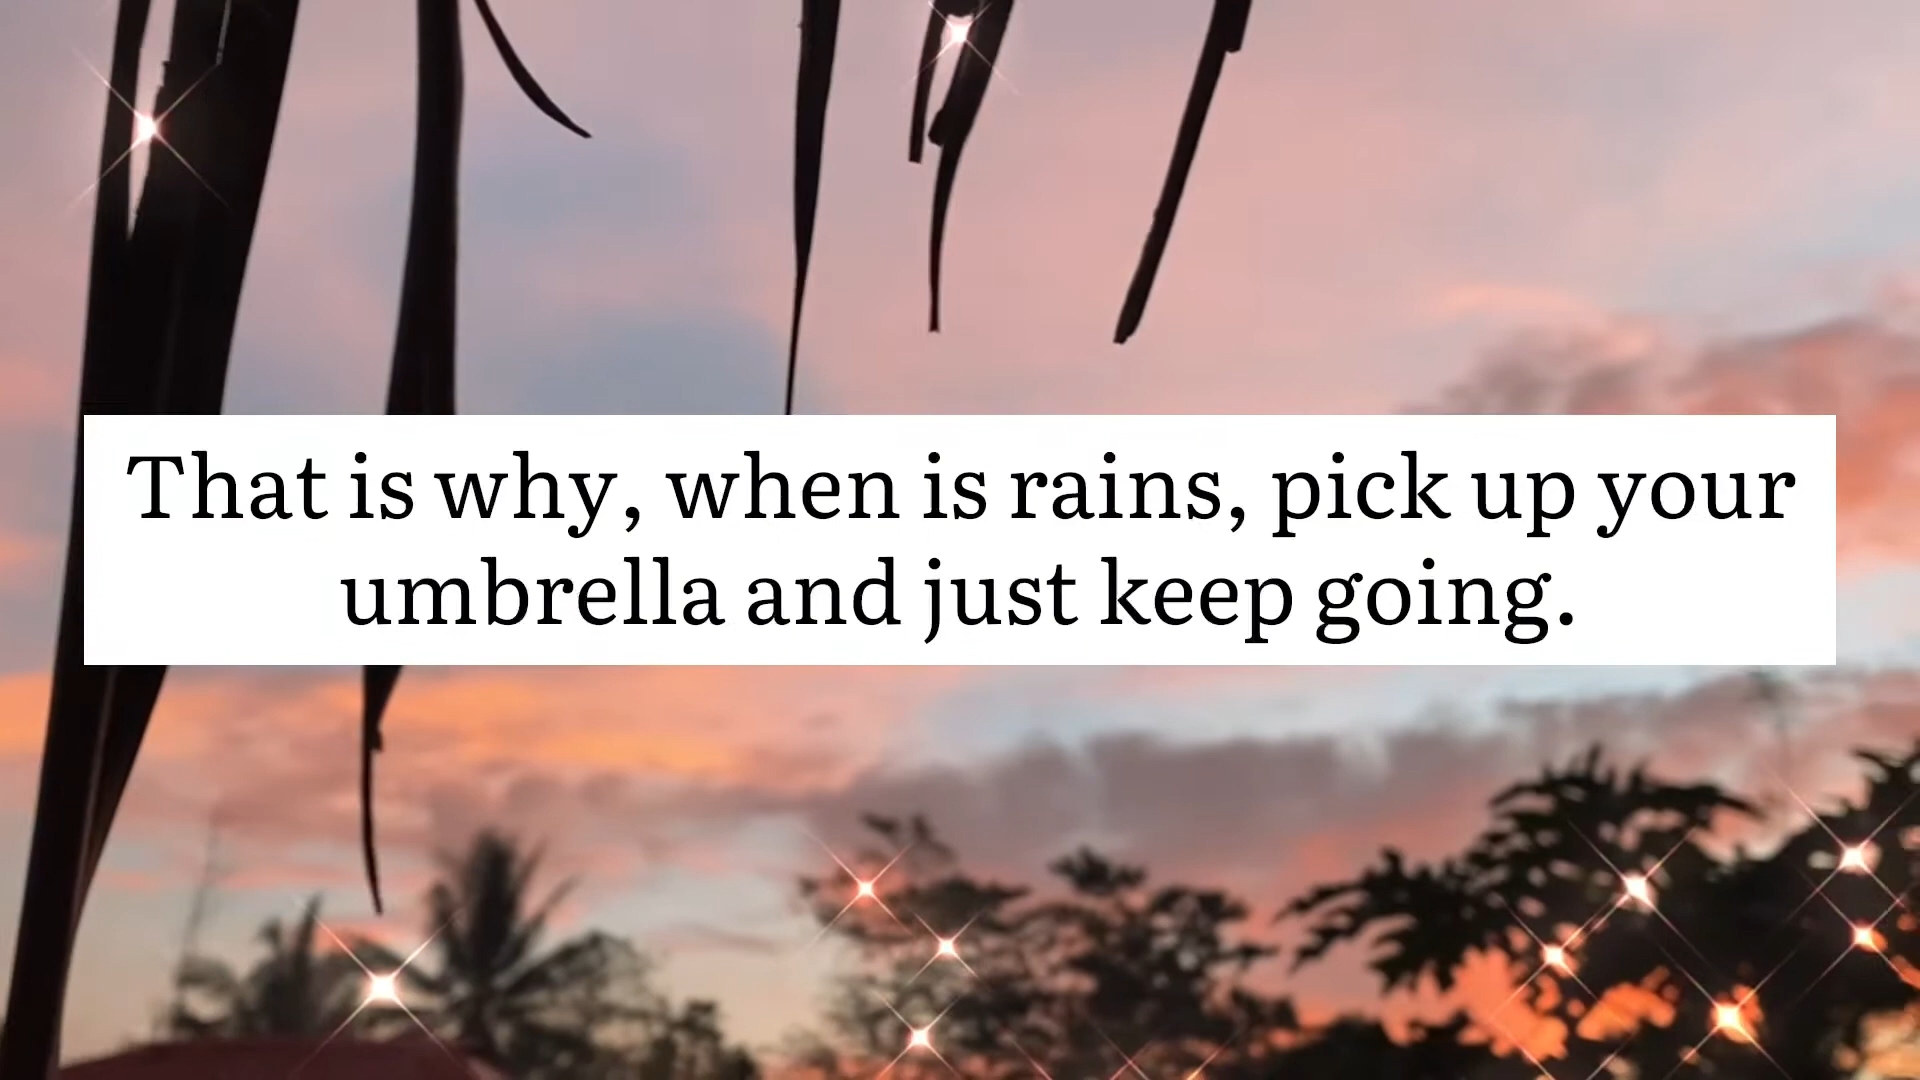 That is why, when is rains, pick up your
umbrella and just keep going.